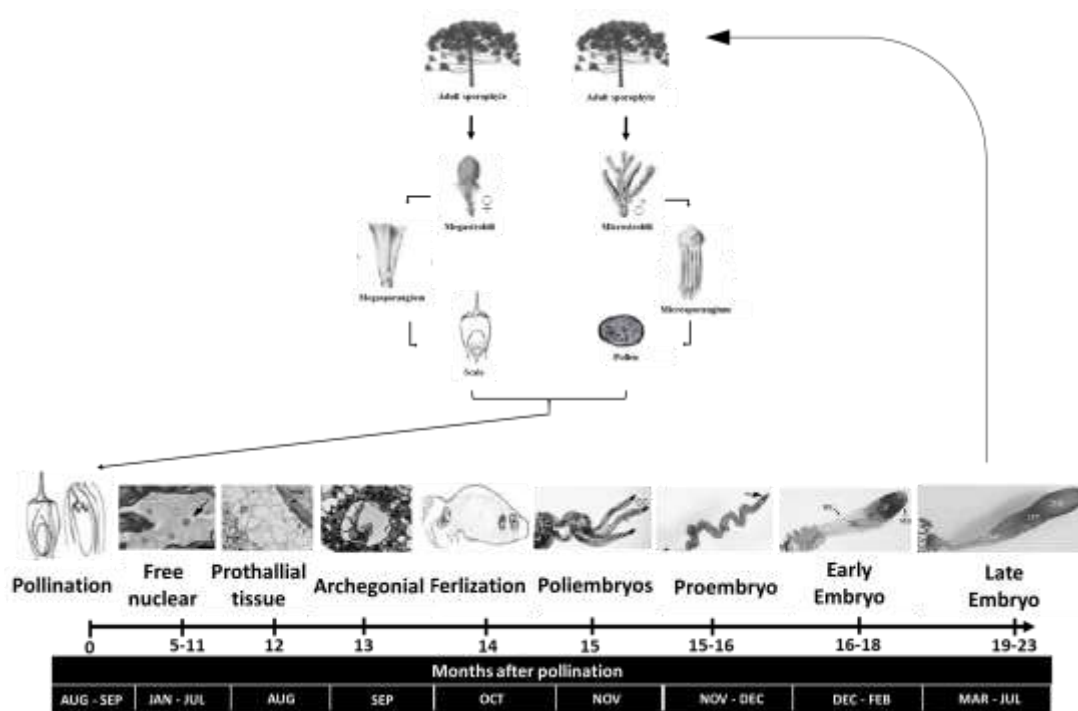 Adult sporophyte
Adult sporophyte
♀
♂
Megastrobili
Microstrobili
Megasporangium
Microsporangium
Scale
Pollen
Pollination
Free
nuclear
Prothallial
tissue
Archegonial
Ferlization
Poliembryos
Proembryo
Early
Embryo
Late
Embryo
0
5-11
12
13
14
15
15-16
16-18
19-23
Months after pollination
AUG - SEP
JAN - JUL
AUG
SEP
OCT
NOV
NOV - DEC
DEC - FEB
MAR - JUL